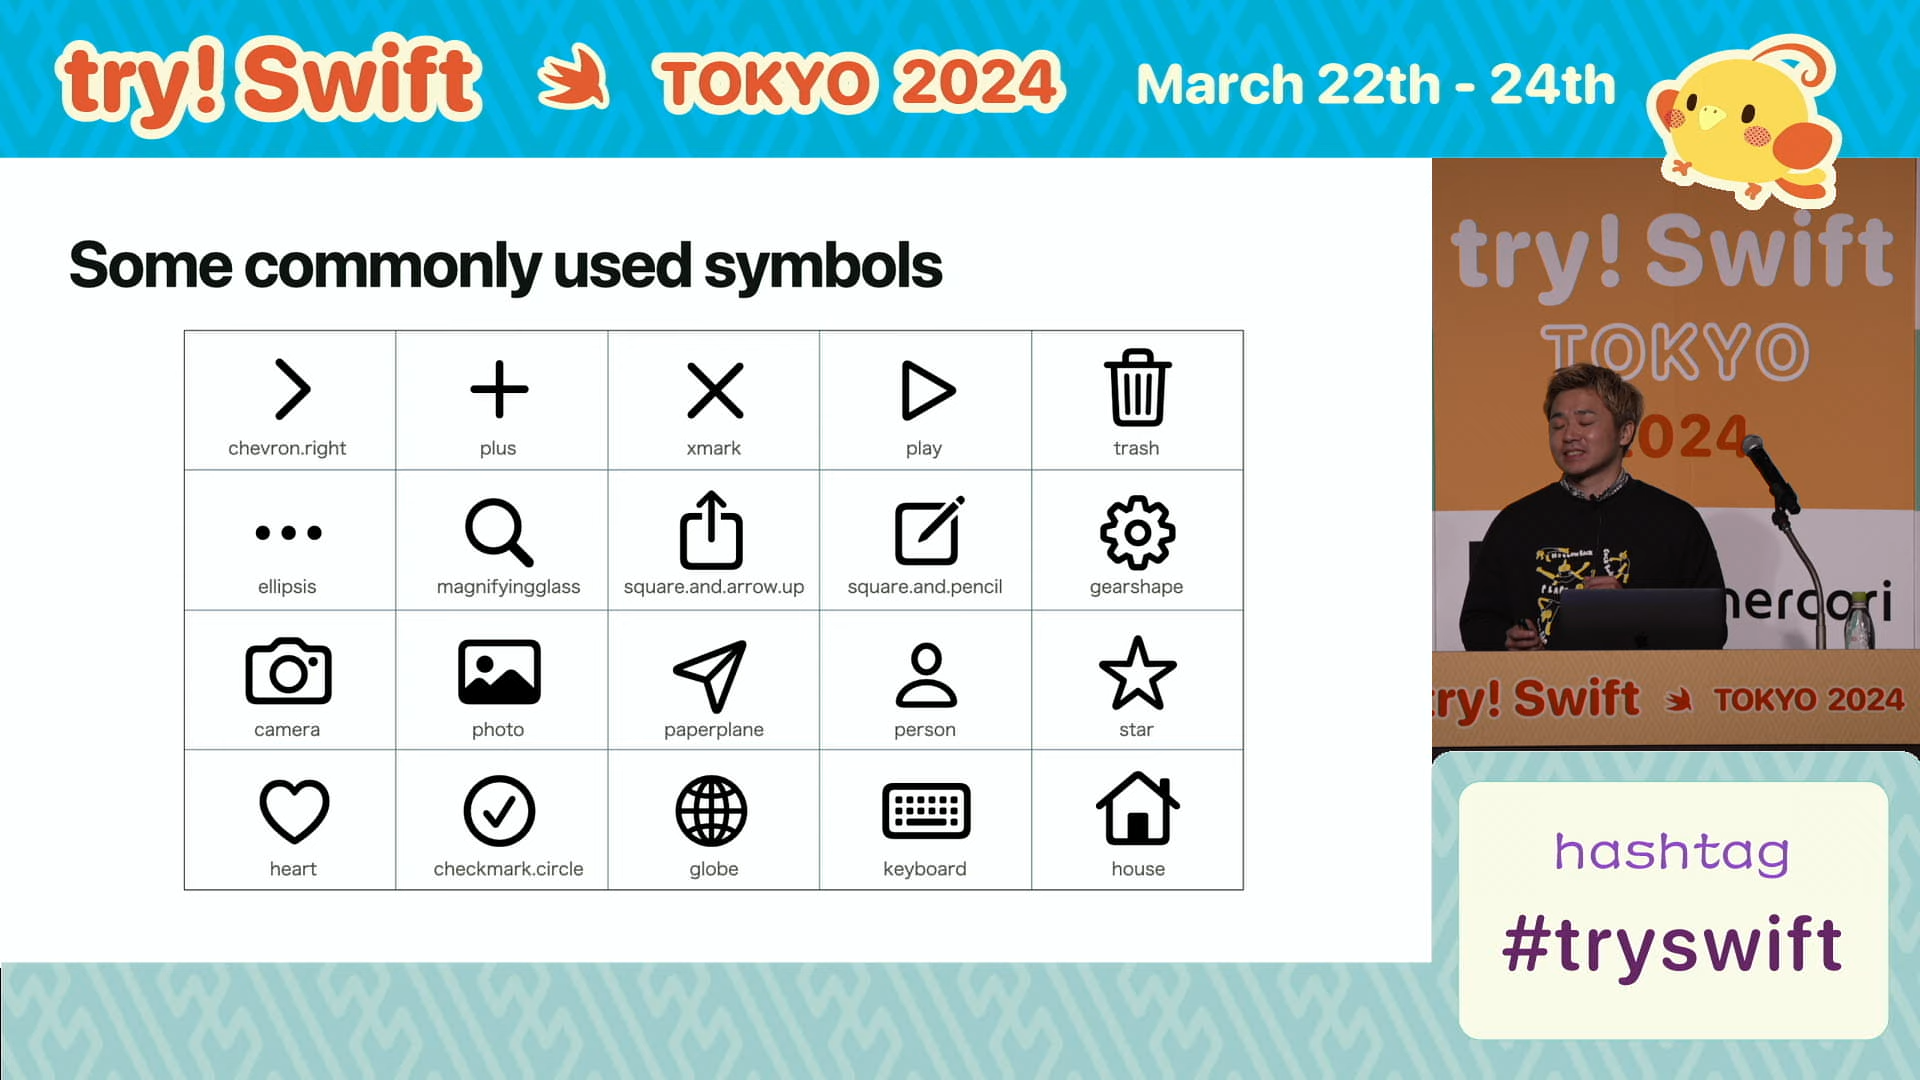 try! Swift TOKYO 2024 March 22th - 24th
Some commonly used symbols
chevron.right plus xmark play trash
ellipsis magnifyingglass square.and.arrow.up square.and.pencil gearshape
camera photo paperplane person star
heart checkmark.circle globe keyboard house
try! Swift
TOKYO
2024
try! Swift TOKYO 2024
hashtag
#tryswift